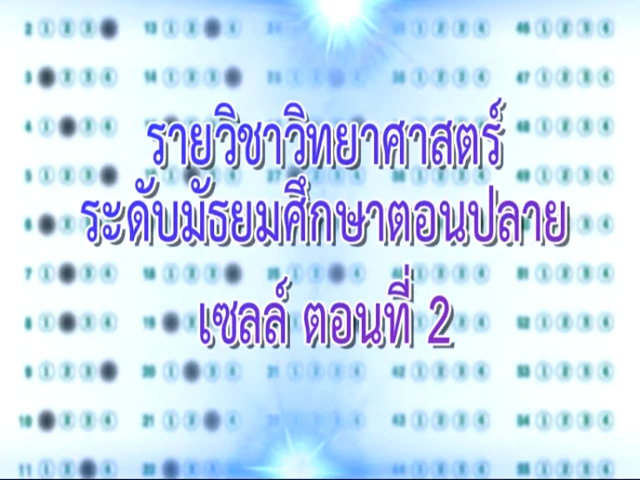 รายวิชาวิทยาศาสตร์
ระดับมัธยมศึกษาตอนปลาย
เซลล์ ตอนที่ 2